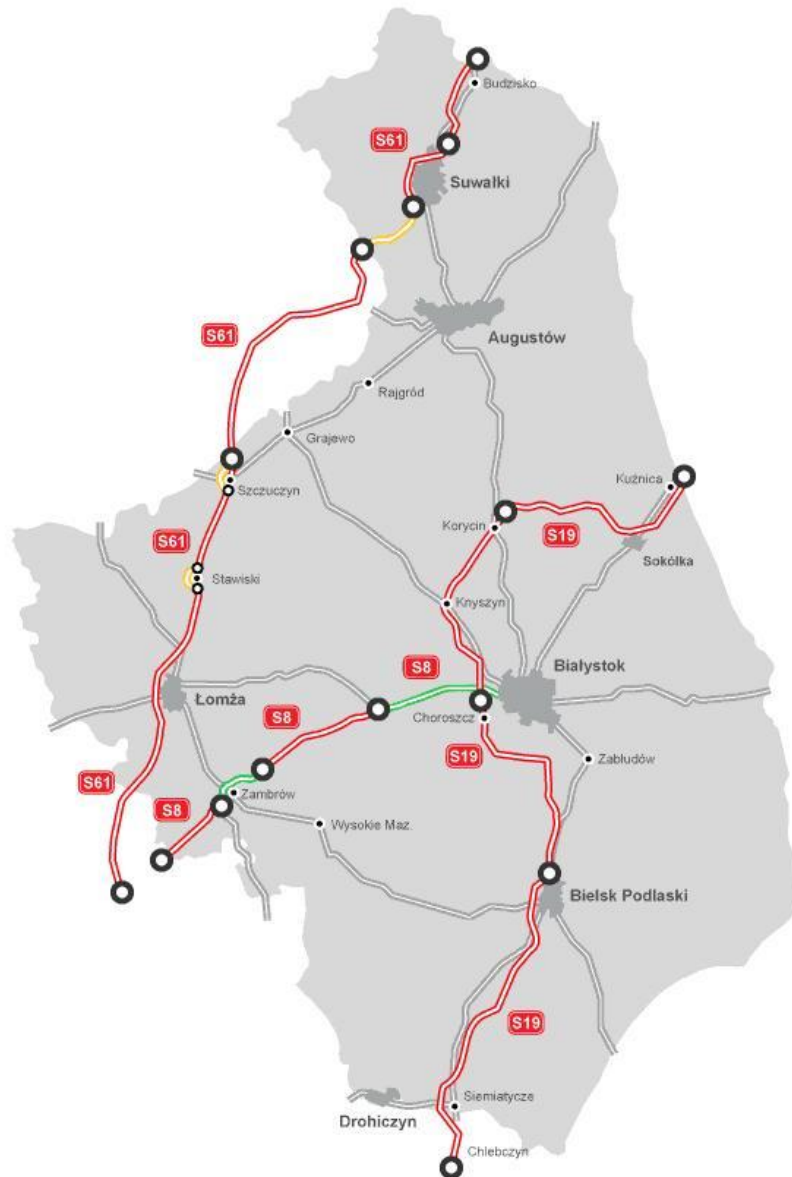 Budzisko
S61
Suwałki
S61
Augustów
Rajgród
Grajewo
Szczuczyn
Kuźnica
Korycin
S19
Sokólka
S61
Stawiski
Knyszyn
S8
Białystok
Łomża
S8
Choroszcz
S19
Zabłudów
S61
S8
Zambrów
Wysokie Maz.
Bielsk Podlaski
S19
Siemiatycze
Drohiczyn
Chlebczyn